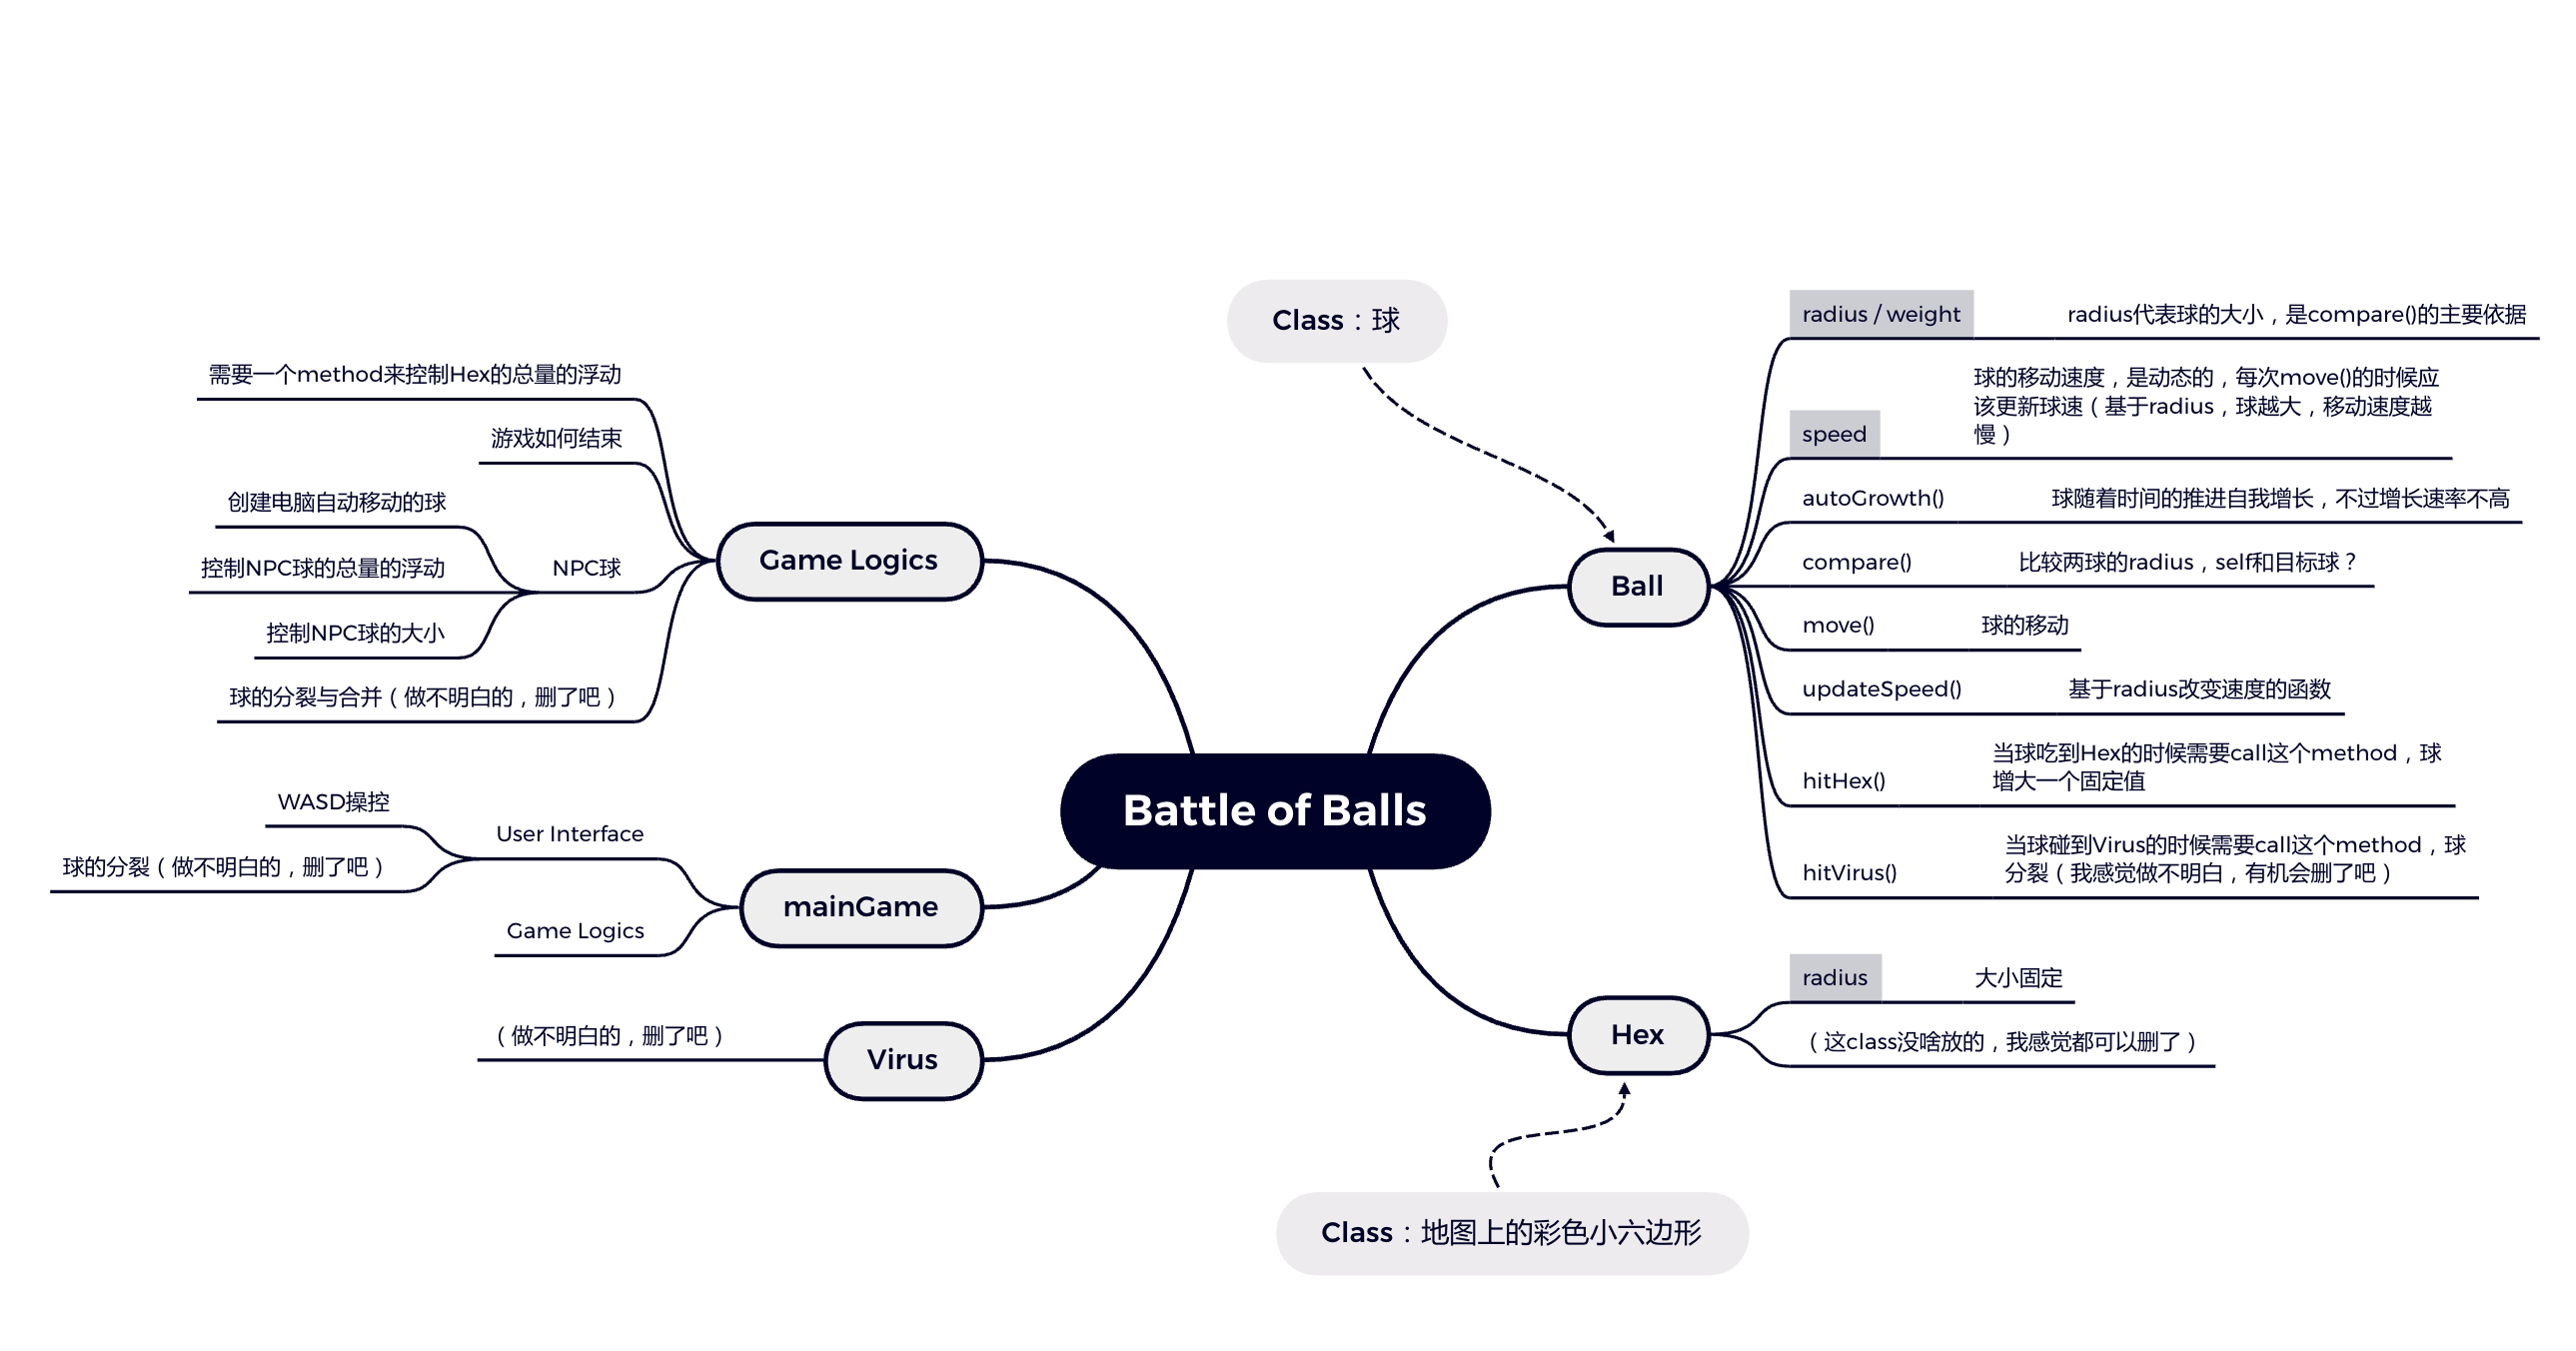 Battle of Balls
Class：球
Ball
radius / weight
radius代表球的大小，是compare()的主要依据
speed
球的移动速度，是动态的，每次move()的时候应
该更新球速（基于radius，球越大，移动速度越
慢）
autoGrowth()
球随着时间的推进自我增长，不过增长速率不高
compare()
比较两球的radius，self和目标球？
move()
球的移动
updateSpeed()
基于radius改变速度的函数
hitHex()
当球吃到Hex的时候需要call这个method，球
增大一个固定值
hitVirus()
当球碰到Virus的时候需要call这个method，球
分裂（我感觉做不明白，有机会删了吧）
Hex
radius
大小固定
（这class没啥放的，我感觉都可以删了）
Class：地图上的彩色小六边形
Game Logics
需要一个method来控制Hex的总量的浮动
游戏如何结束
NPC球
创建电脑自动移动的球
控制NPC球的总量的浮动
控制NPC球的大小
球的分裂与合并（做不明白的，删了吧）
mainGame
User Interface
WASD操控
球的分裂（做不明白的，删了吧）
Game Logics
Virus
（做不明白的，删了吧）